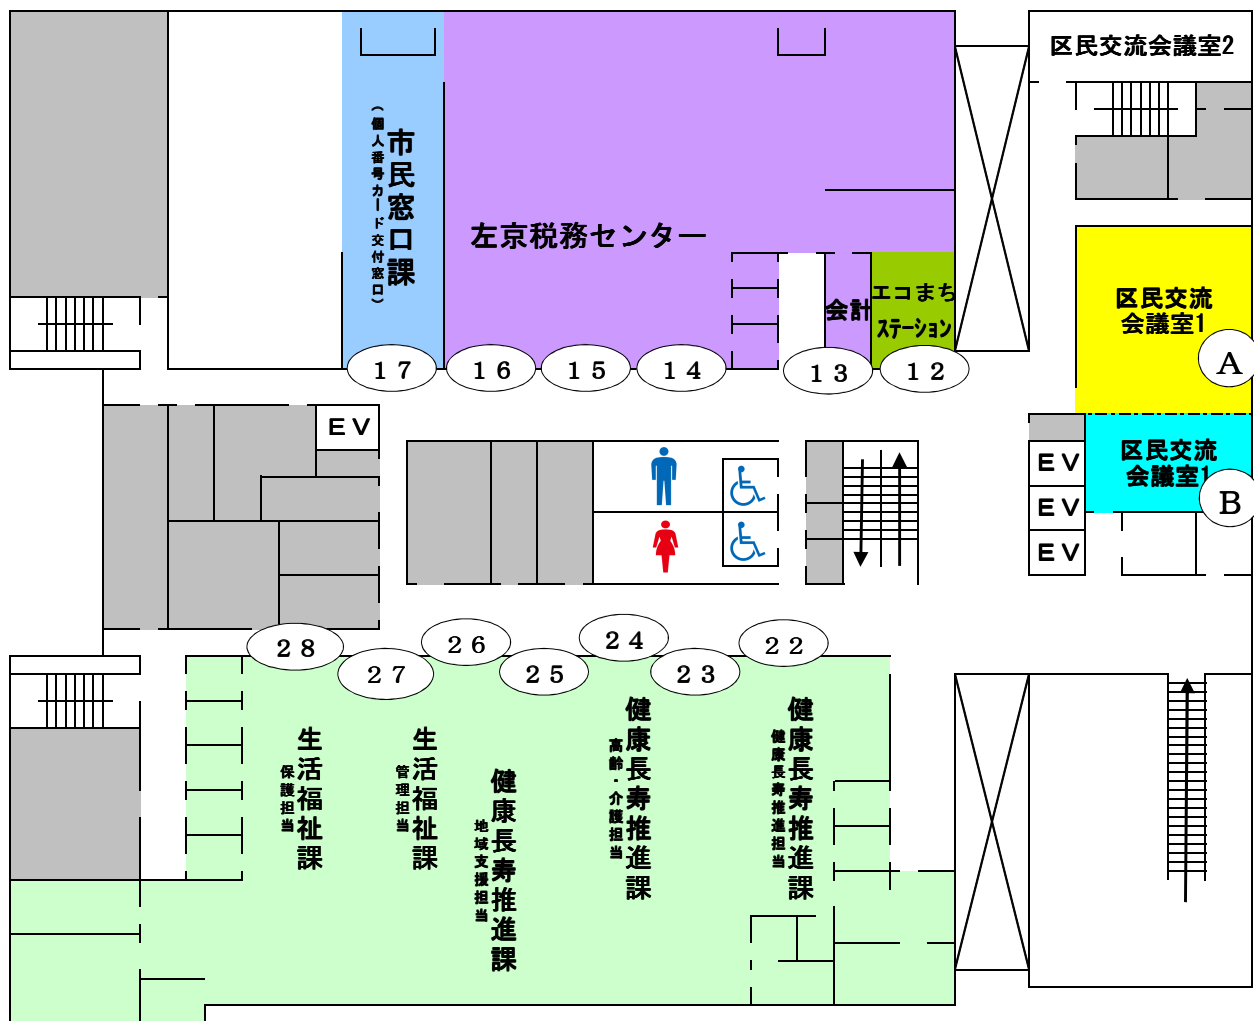 区民交流会議室2
市民窓口課
(個人番号カード交付窓口)
左京税務センター
会計
エコまち
ステーション
区民交流
会議室1
A
17
16
15
14
13
12
EV
区民交流
会議室1
B
EV
EV
EV
28
27
26
25
24
23
22
生活福祉課
保護担当
生活福祉課
管理担当
健康長寿推進課
地域支援担当
健康長寿推進課
高齢・介護担当
健康長寿推進課
健康長寿推進担当